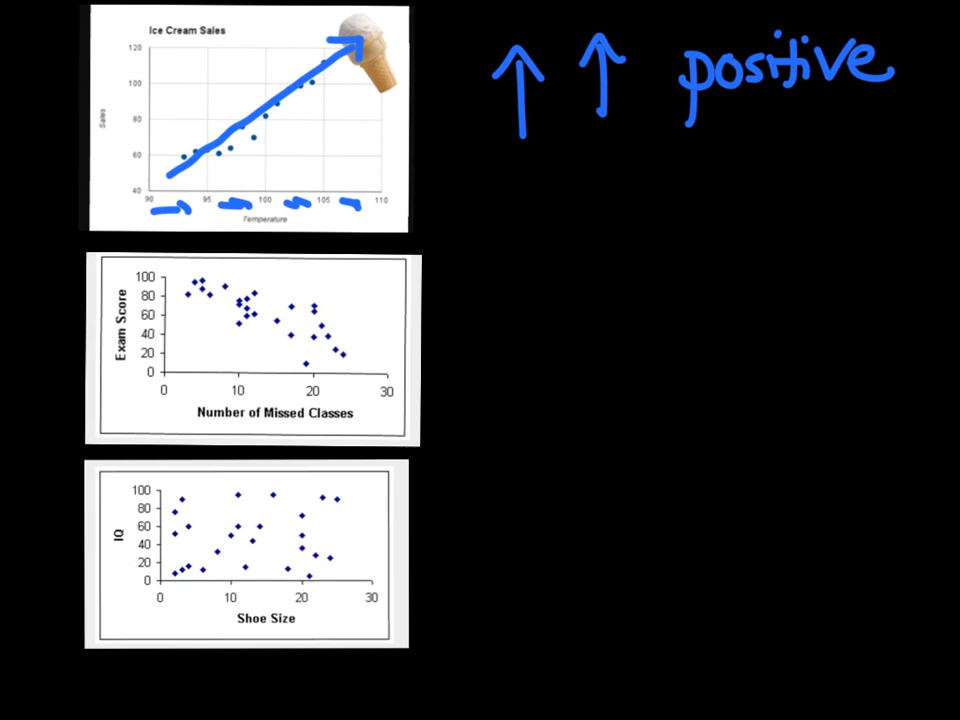 Ice Cream Sales
120
100
80
60
40
Sales
90 95 100 105 110
Temperature
↑ ↑ positive
100
80
60
40
20
0
Exam Score
0 10 20 30
Number of Missed Classes
100
80
60
40
20
0
IQ
0 10 20 30
Shoe Size